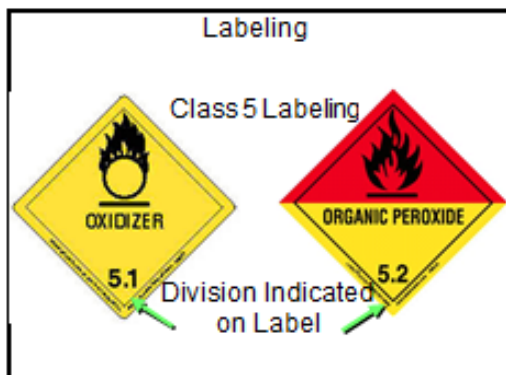 Labeling
Class 5 Labeling
OXIDIZER
5.1
ORGANIC PEROXIDE
5.2
Division Indicated
on Label